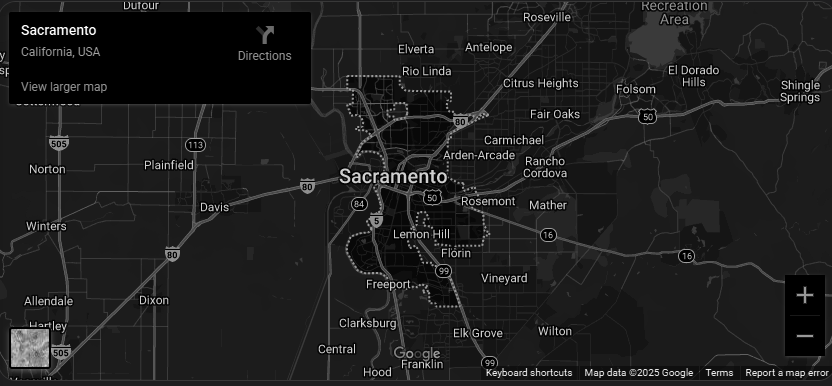 Sacramento
California, USA
Directions
View larger map
Dufour
Roseville
Recreation
Area
Elverta
Antelope
Rio Linda
Citrus Heights
El Dorado
Hills
Folsom
Shingle
Springs
Fair Oaks
80
50
505
113
Carmichael
Norton
Plainfield
Arden-Arcade
Rancho
Cordova
Sacramento
80
50
Davis
84
Rosemont
Mather
5
Winters
Lemon Hill
16
80
Florin
16
99
Vineyard
Freeport
Allendale
Dixon
Hartley
Clarksburg
Elk Grove
Wilton
505
Central
Google
Franklin
99
Hood
Keyboard shortcuts
Map data ©2025 Google
Terms
Report a map error